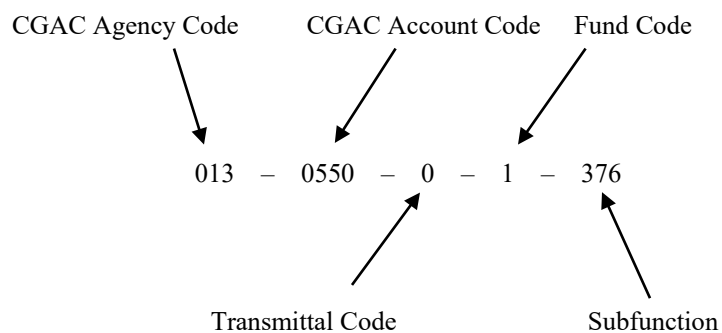 CGAC Agency Code CGAC Account Code Fund Code
013 – 0550 – 0 – 1 – 376
Transmittal Code Subfunction